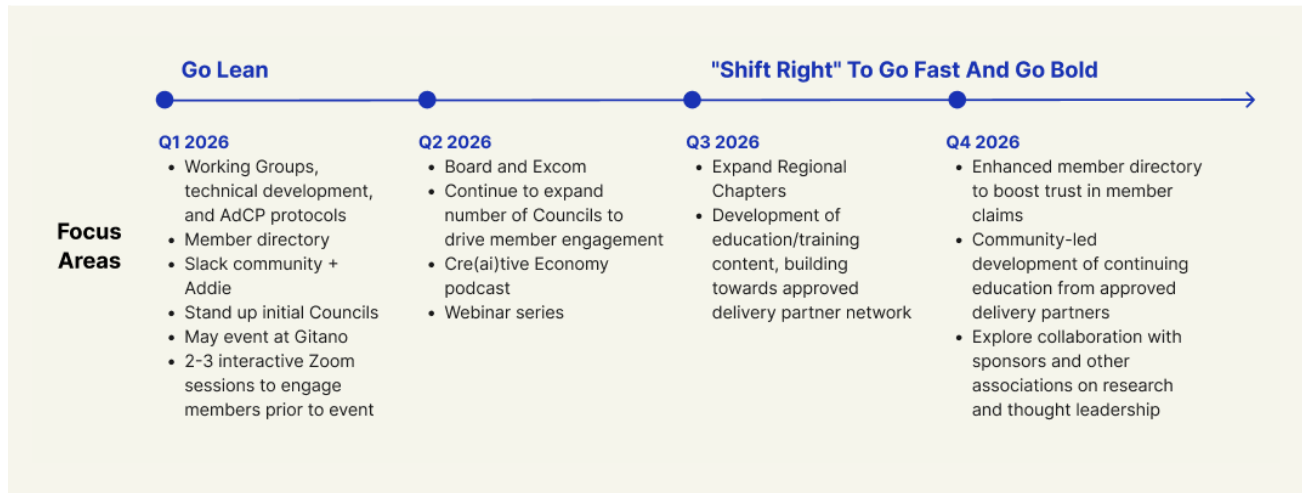 Go Lean
"Shift Right" To Go Fast And Go Bold
Focus
Areas
Q1 2026
• Working Groups,
technical development,
and AdCP protocols
• Member directory
• Slack community +
Addie
• Stand up initial Councils
• May event at Gitano
• 2-3 interactive Zoom
sessions to engage
members prior to event
Q2 2026
• Board and Excom
• Continue to expand
number of Councils to
drive member engagement
• Cre(ai)tive Economy
podcast
• Webinar series
Q3 2026
• Expand Regional
Chapters
• Development of
education/training
content, building
towards approved
delivery partner network
Q4 2026
• Enhanced member directory
to boost trust in member
claims
• Community-led
development of continuing
education from approved
delivery partners
• Explore collaboration with
sponsors and other
associations on research
and thought leadership